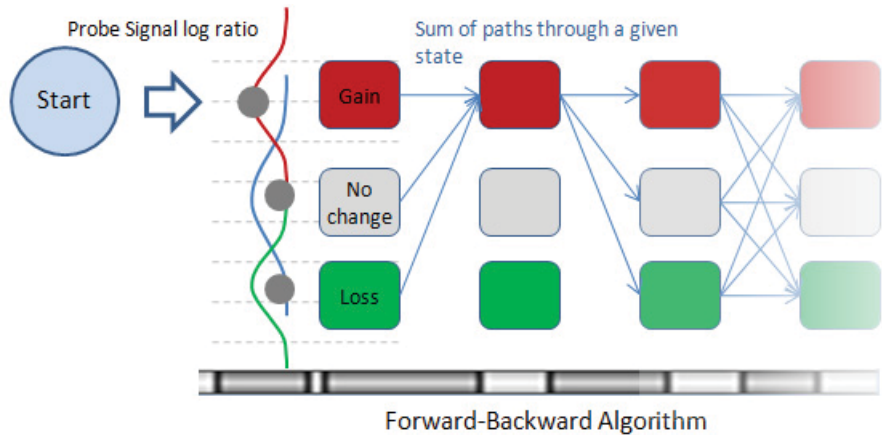 Probe Signal log ratio
Sum of paths through a given
state
Start
Gain
No
change
Loss
Forward-Backward Algorithm